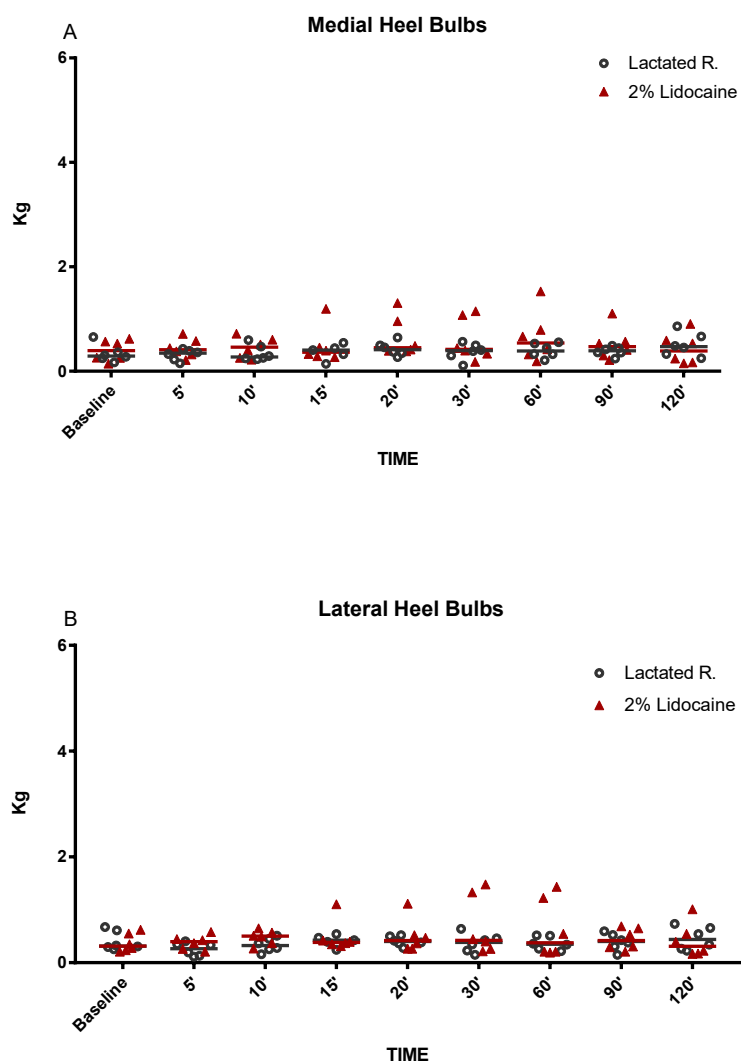 A
Medial Heel Bulbs
Lactated R.
2% Lidocaine
6
4
2
0
Kg
Baseline
5'
10'
15'
20'
30'
60'
90'
120'
TIME
B
Lateral Heel Bulbs
Lactated R.
2% Lidocaine
6
4
2
0
Kg
Baseline
5'
10'
15'
20'
30'
60'
90'
120'
TIME